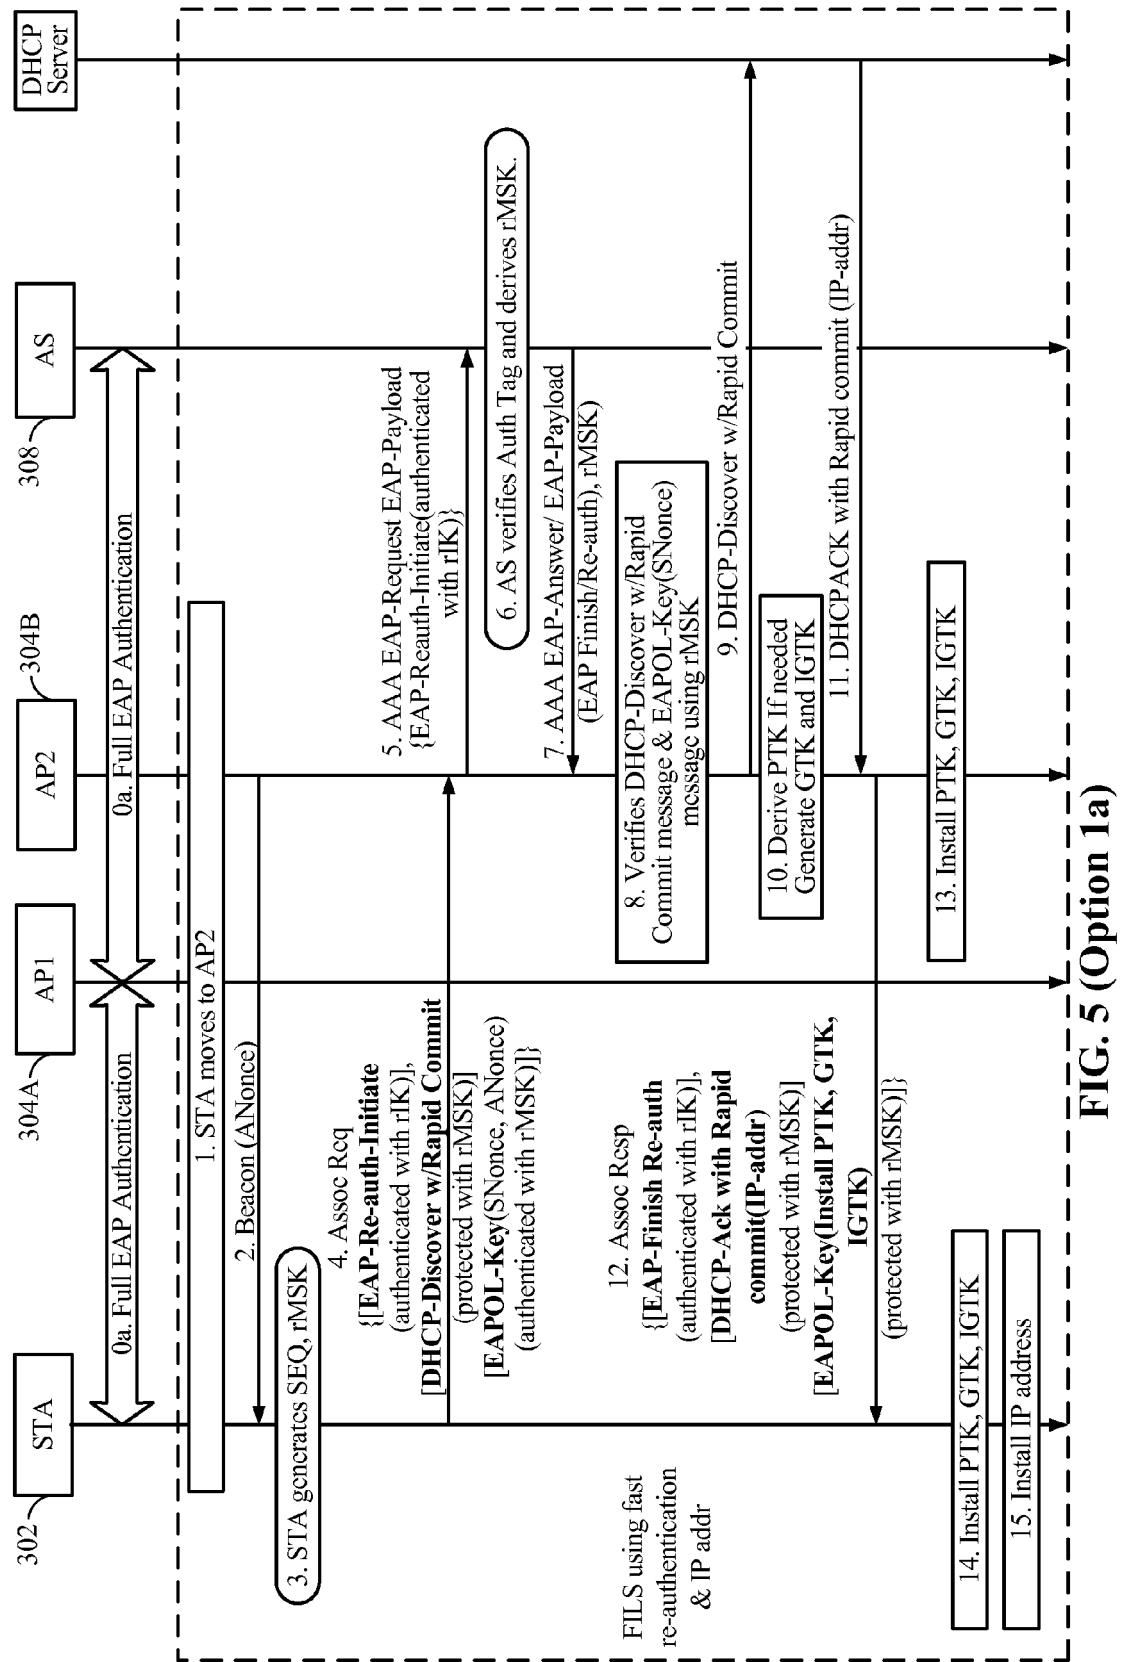 302
STA
304A
AP1
AP2
304B
308
AS
DHCP
Server
0a. Full EAP Authentication
0a. Full EAP Authentication
1. STA moves to AP2
2. Beacon (ANonce)
3. STA generates SEQ, rMSK
4. Assoc Req
{[EAP-Re-auth-Initiate
(authenticated with rIK)],
[DHCP-Discover w/Rapid Commit
(protected with rMSK)]
[EAPOL-Key(SNonce, ANonce)
(authenticated with rMSK)]}
5. AAA EAP-Request EAP-Payload
{EAP-Reauth-Initiate(authenticated
with rIK)}
6. AS verifies Auth Tag and derives rMSK.
7. AAA EAP-Answer/ EAP-Payload
(EAP Finish/Re-auth), rMSK)
8. Verifies DHCP-Discover w/Rapid
Commit message & EAPOL-Key(SNonce)
message using rMSK
9. DHCP-Discover w/Rapid Commit
10. Derive PTK If needed
Generate GTK and IGTK
11. DHCPACK with Rapid commit (IP-addr)
12. Assoc Resp
{[EAP-Finish Re-auth
(authenticated with rIK)],
[DHCP-Ack with Rapid
commit(IP-addr)
(protected with rMSK)]
[EAPOL-Key(Install PTK, GTK,
IGTK)
(protected with rMSK)]}
FILS using fast
re-authentication
& IP addr
13. Install PTK, GTK, IGTK
14. Install PTK, GTK, IGTK
15. Install IP address
FIG. 5 (Option 1a)